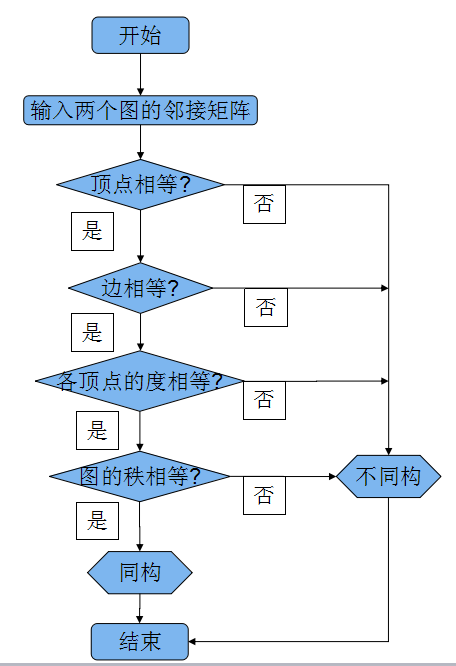 开始
输入两个图的邻接矩阵
顶点相等?
否
是
边相等?
否
是
各顶点的度相等?
否
是
图的秩相等?
不同构
否
是
同构
结束